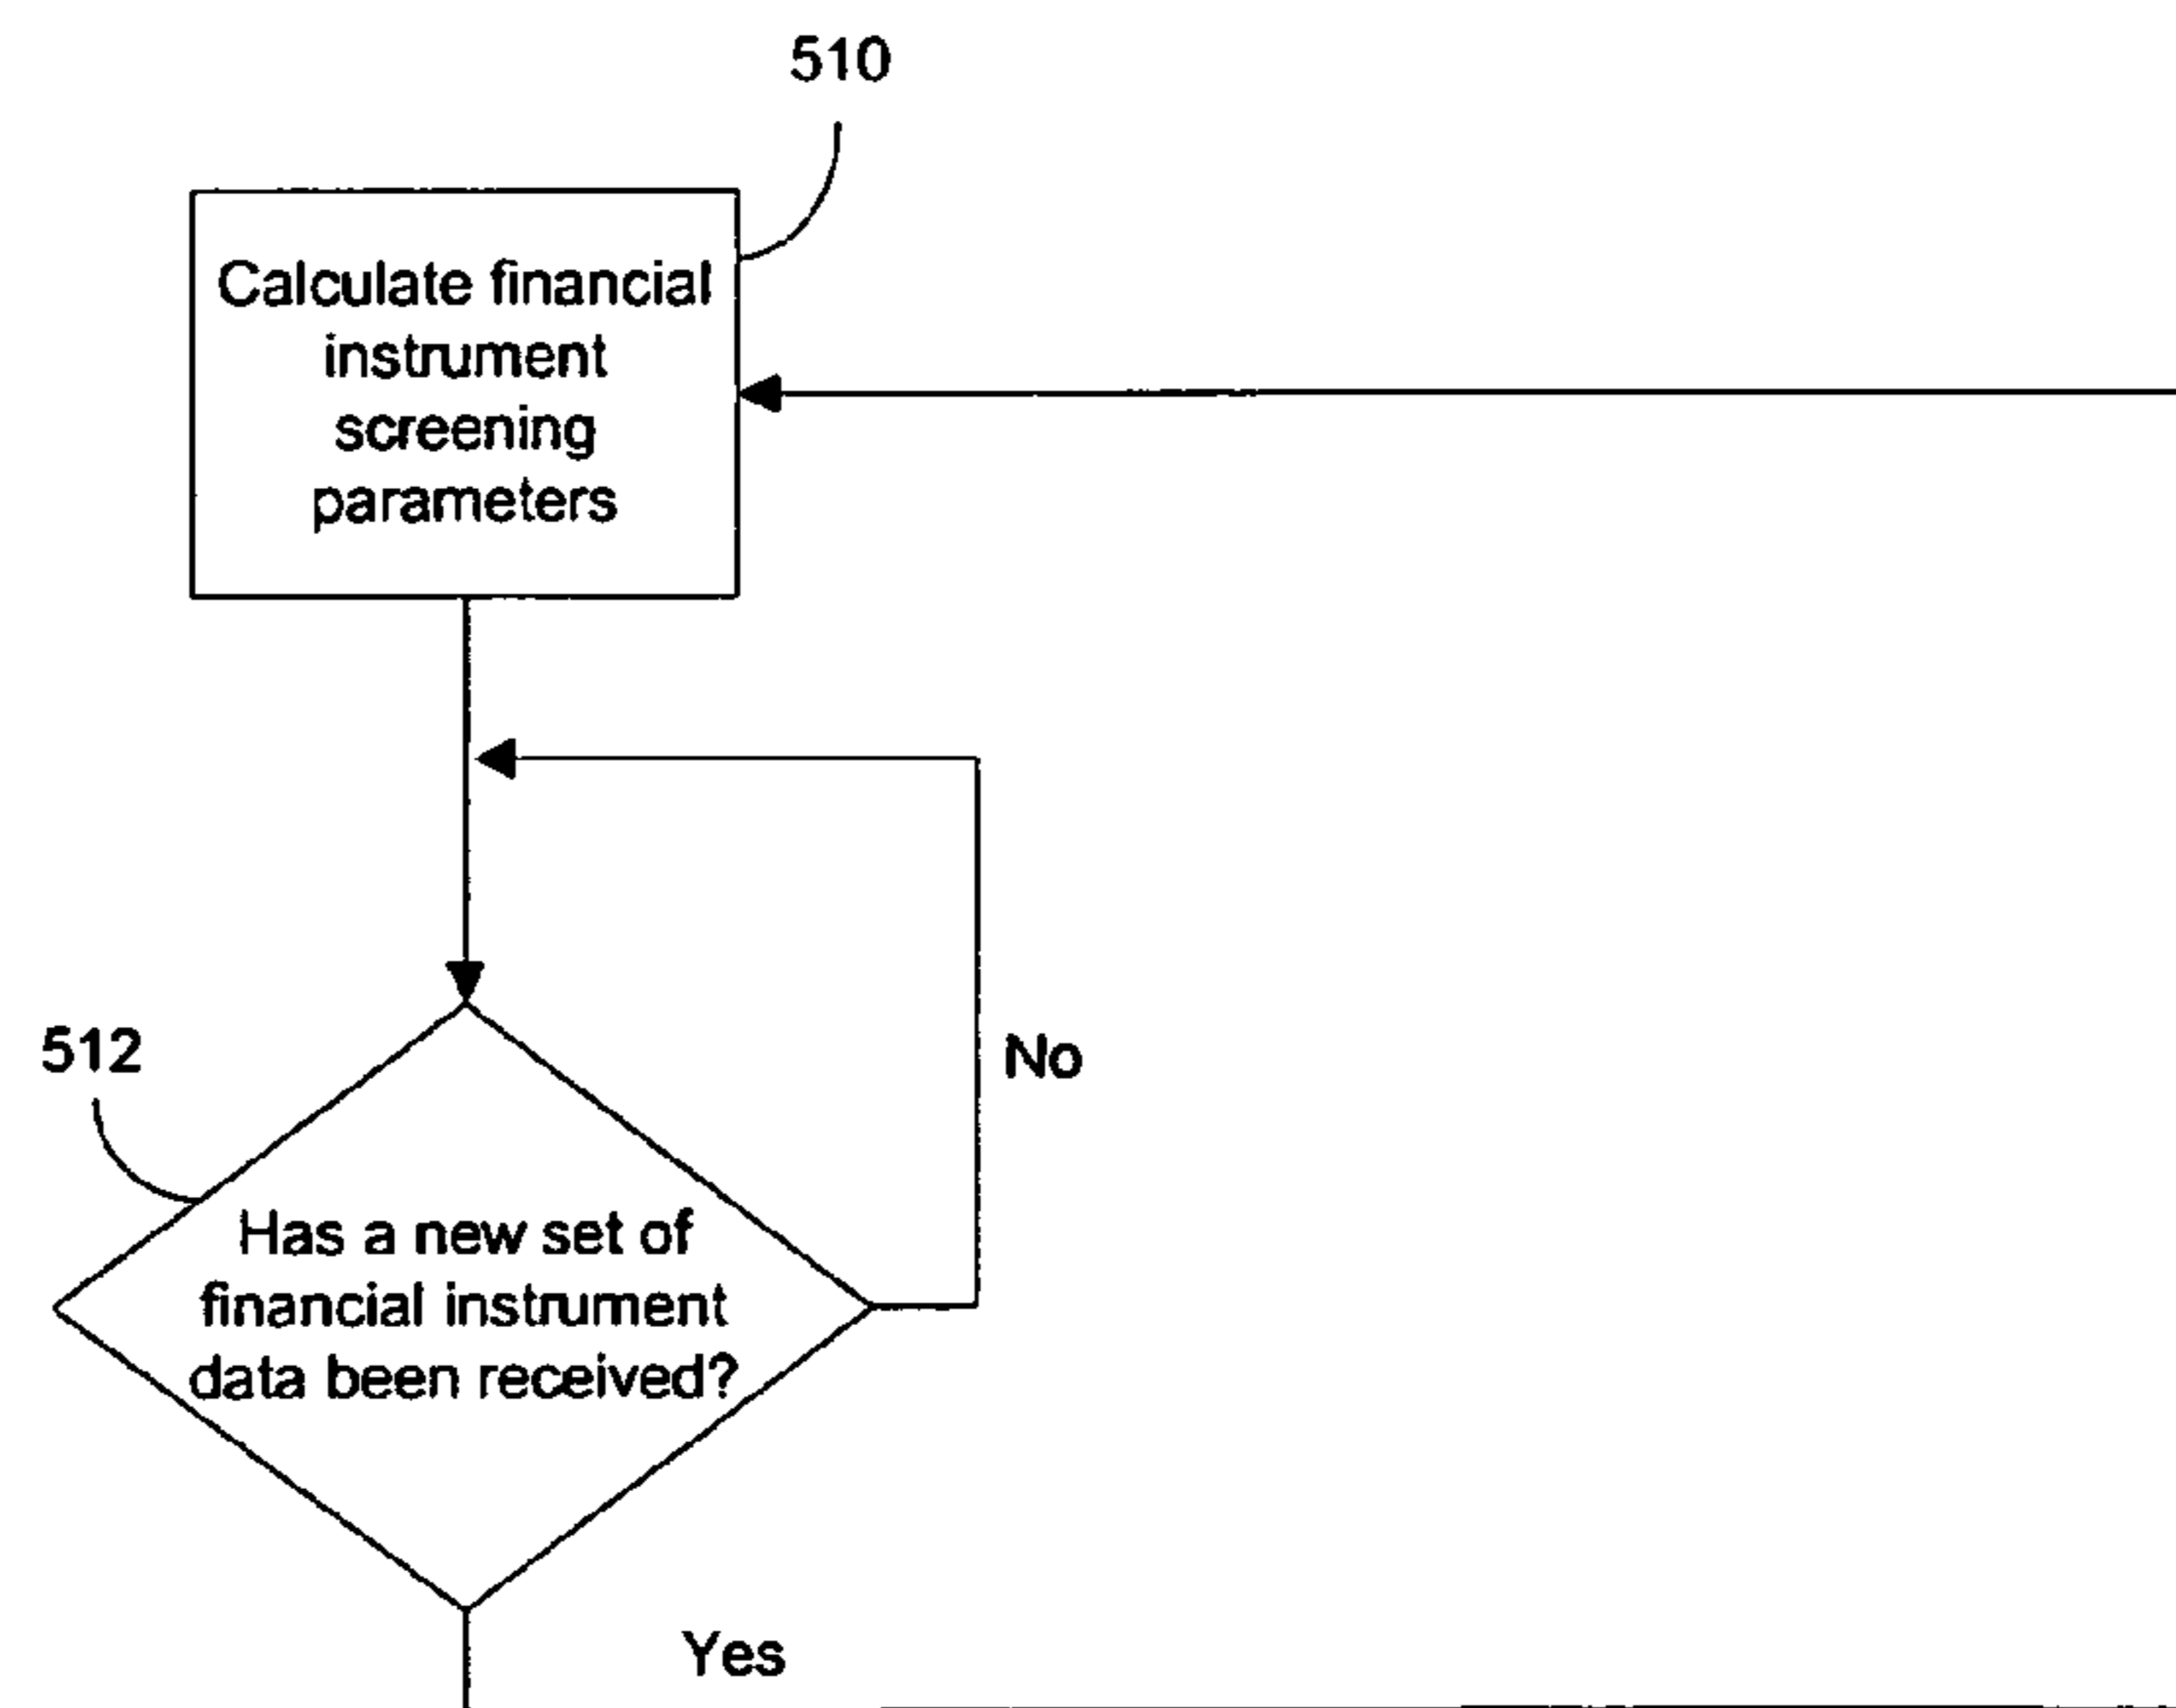 510
Calculate financial
instrument
screening
parameters
512
No
Has a new set of
financial instrument
data been received?
Yes